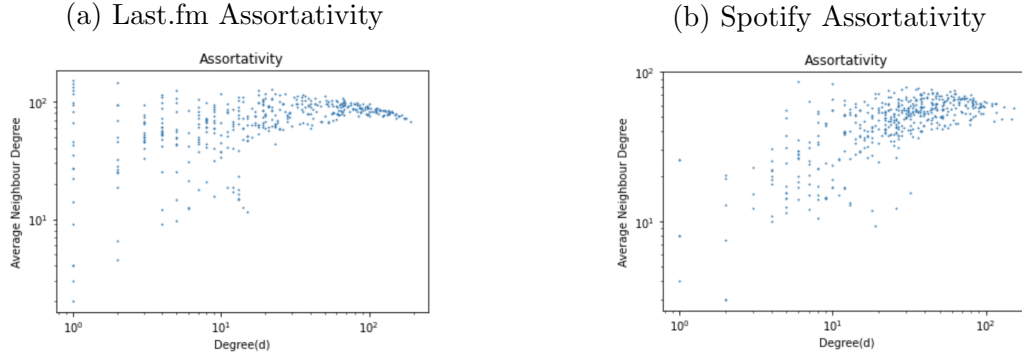 (a) Last.fm Assortativity
Assortativity
Average Neighbour Degree
10²
10¹
10⁰
10¹
10²
Degree(d)
(b) Spotify Assortativity
Assortativity
Average Neighbour Degree
10²
10¹
10⁰
10¹
10²
Degree(d)